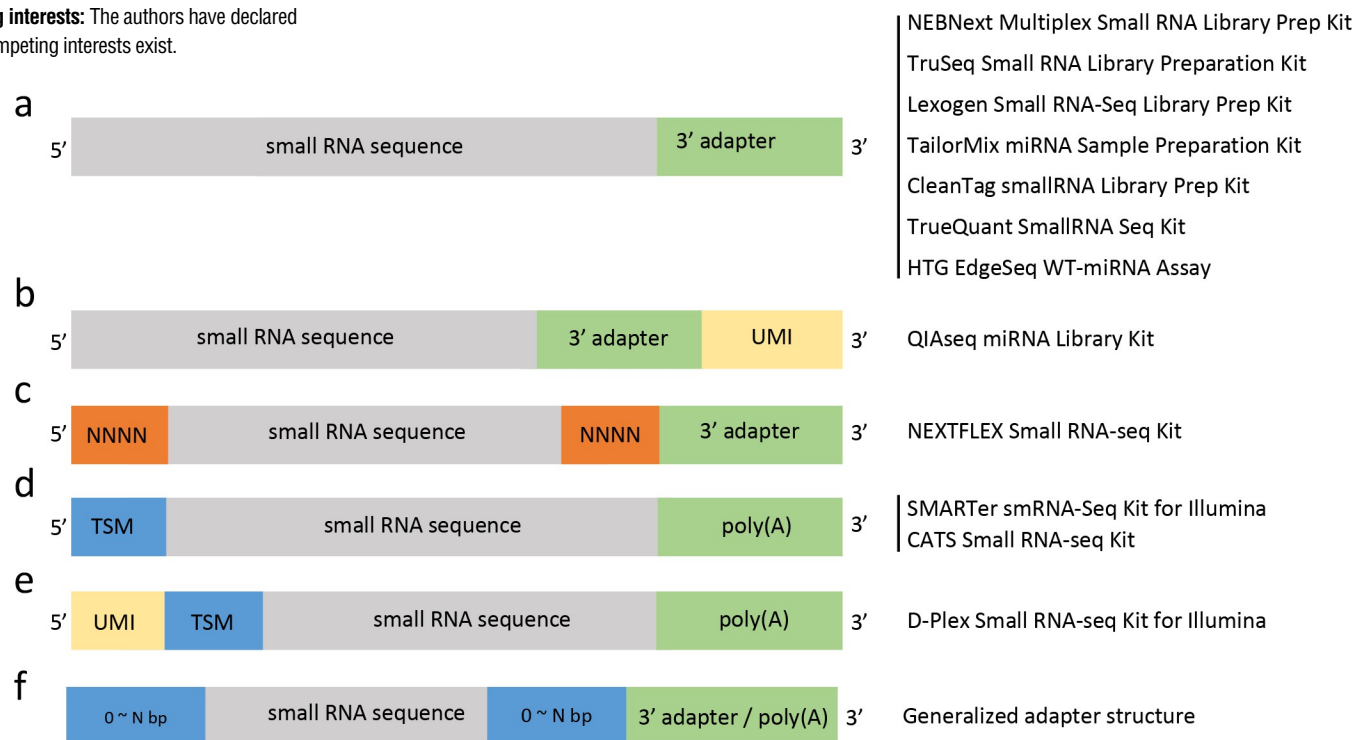 g interests: The authors have declared
mpeting interests exist.
NEBNext Multiplex Small RNA Library Prep Kit
TruSeq Small RNA Library Preparation Kit
Lexogen Small RNA-Seq Library Prep Kit
TailorMix miRNA Sample Preparation Kit
CleanTag smallRNA Library Prep Kit
TrueQuant SmallRNA Seq Kit
HTG EdgeSeq WT-miRNA Assay
a
5’ small RNA sequence 3’ adapter 3’
b
5’ small RNA sequence 3’ adapter UMI 3’ QIAseq miRNA Library Kit
c
5’ NNNN small RNA sequence NNNN 3’ adapter 3’ NEXTFLEX Small RNA-seq Kit
d
5’ TSM small RNA sequence poly(A) 3’
SMARTer smRNA-Seq Kit for Illumina
CATS Small RNA-seq Kit
e
5’ UMI TSM small RNA sequence poly(A) 3’ D-Plex Small RNA-seq Kit for Illumina
f
0 ~ N bp small RNA sequence 0 ~ N bp 3’ adapter / poly(A) 3’ Generalized adapter structure